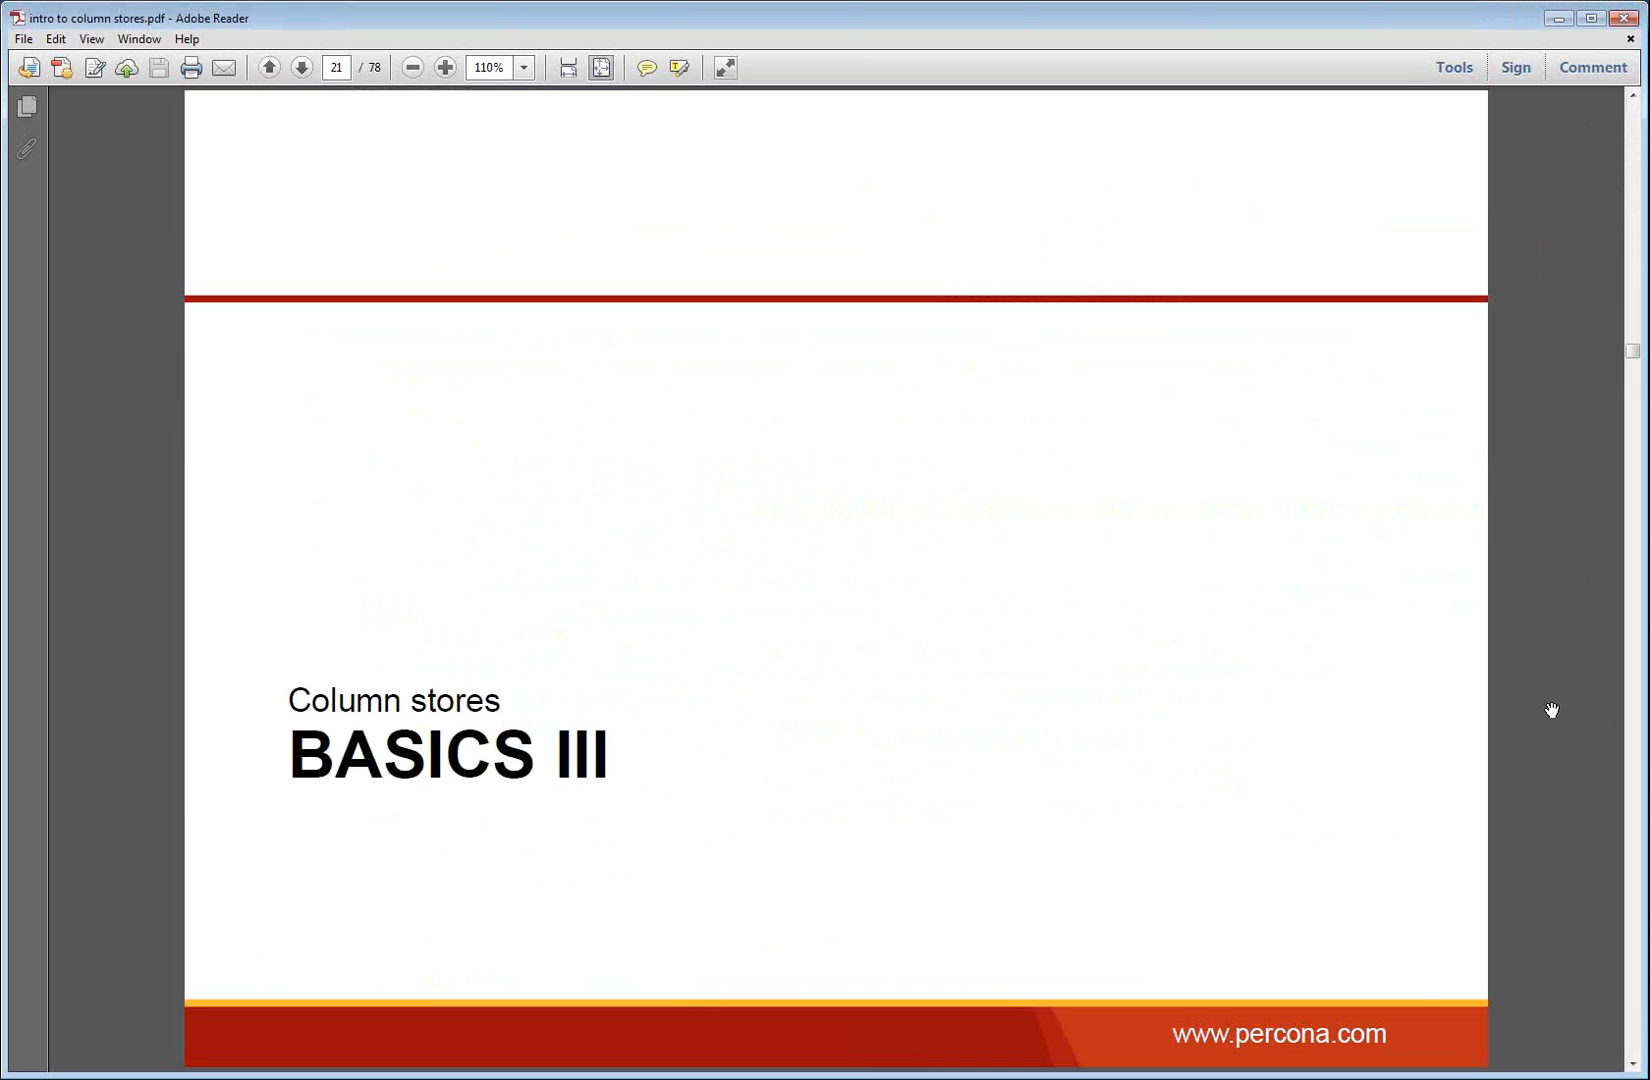 intro to column stores.pdf - Adobe Reader
File Edit View Window Help
21 / 78 110% Tools Sign Comment
Column stores
BASICS III
www.percona.com